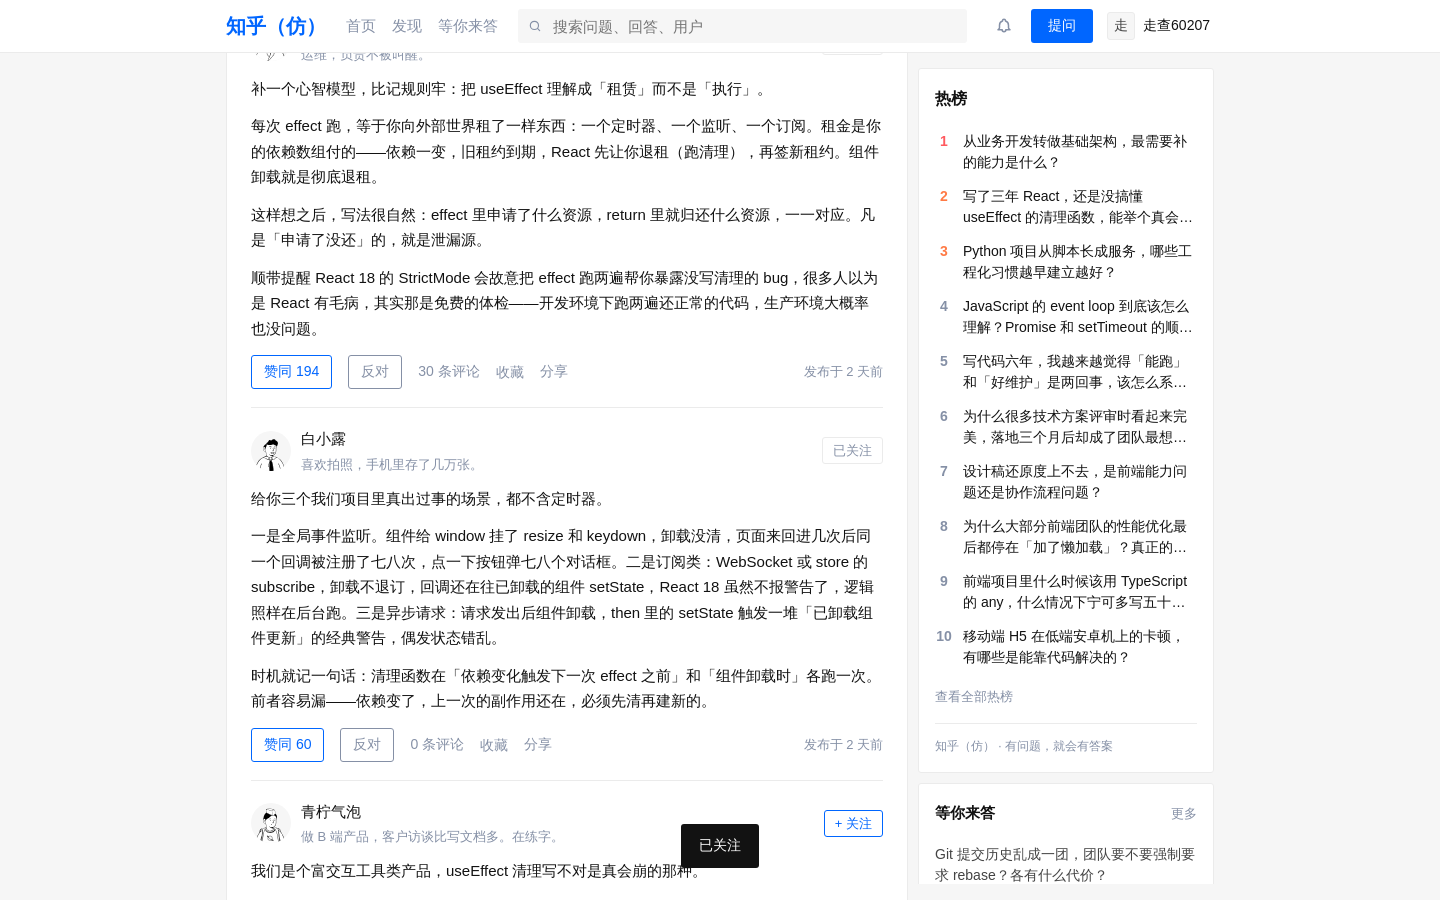 知乎（仿）
首页 发现 等你来答
搜索问题、回答、用户
提问
走 走查60207
运维，负责不被叫醒。
补一个心智模型，比记规则牢：把 useEffect 理解成「租赁」而不是「执行」。
每次 effect 跑，等于你向外部世界租了一样东西：一个定时器、一个监听、一个订阅。租金是你
的依赖数组付的——依赖一变，旧租约到期，React 先让你退租（跑清理），再签新租约。组件
卸载就是彻底退租。
这样想之后，写法很自然：effect 里申请了什么资源，return 里就归还什么资源，一一对应。凡
是「申请了没还」的，就是泄漏源。
顺带提醒 React 18 的 StrictMode 会故意把 effect 跑两遍帮你暴露没写清理的 bug，很多人以为
是 React 有毛病，其实那是免费的体检——开发环境下跑两遍还正常的代码，生产环境大概率
也没问题。
赞同 194 反对 30 条评论 收藏 分享 发布于 2 天前
白小露
喜欢拍照，手机里存了几万张。
已关注
给你三个我们项目里真出过事的场景，都不含定时器。
一是全局事件监听。组件给 window 挂了 resize 和 keydown，卸载没清，页面来回进几次后同
一个回调被注册了七八次，点一下按钮弹七八个对话框。二是订阅类：WebSocket 或 store 的
subscribe，卸载不退订，回调还在往已卸载的组件 setState，React 18 虽然不报警告了，逻辑
照样在后台跑。三是异步请求：请求发出后组件卸载，then 里的 setState 触发一堆「已卸载组
件更新」的经典警告，偶发状态错乱。
时机就记一句话：清理函数在「依赖变化触发下一次 effect 之前」和「组件卸载时」各跑一次。
前者容易漏——依赖变了，上一次的副作用还在，必须先清再建新的。
赞同 60 反对 0 条评论 收藏 分享 发布于 2 天前
青柠气泡
做 B 端产品，客户访谈比写文档多。在练字。
+ 关注
我们是个富交互工具类产品，useEffect 清理写不对是真会崩的那种。
已关注
热榜
1 从业务开发转做基础架构，最需要补
的能力是什么？
2 写了三年 React，还是没搞懂
useEffect 的清理函数，能举个真会…
3 Python 项目从脚本长成服务，哪些工
程化习惯越早建立越好？
4 JavaScript 的 event loop 到底该怎么
理解？Promise 和 setTimeout 的顺…
5 写代码六年，我越来越觉得「能跑」
和「好维护」是两回事，该怎么系…
6 为什么很多技术方案评审时看起来完
美，落地三个月后却成了团队最想…
7 设计稿还原度上不去，是前端能力问
题还是协作流程问题？
8 为什么大部分前端团队的性能优化最
后都停在「加了懒加载」？真正的…
9 前端项目里什么时候该用 TypeScript
的 any，什么情况下宁可多写五十…
10 移动端 H5 在低端安卓机上的卡顿，
有哪些是能靠代码解决的？
查看全部热榜
知乎（仿） · 有问题，就会有答案
等你来答 更多
Git 提交历史乱成一团，团队要不要强制要
求 rebase？各有什么代价？